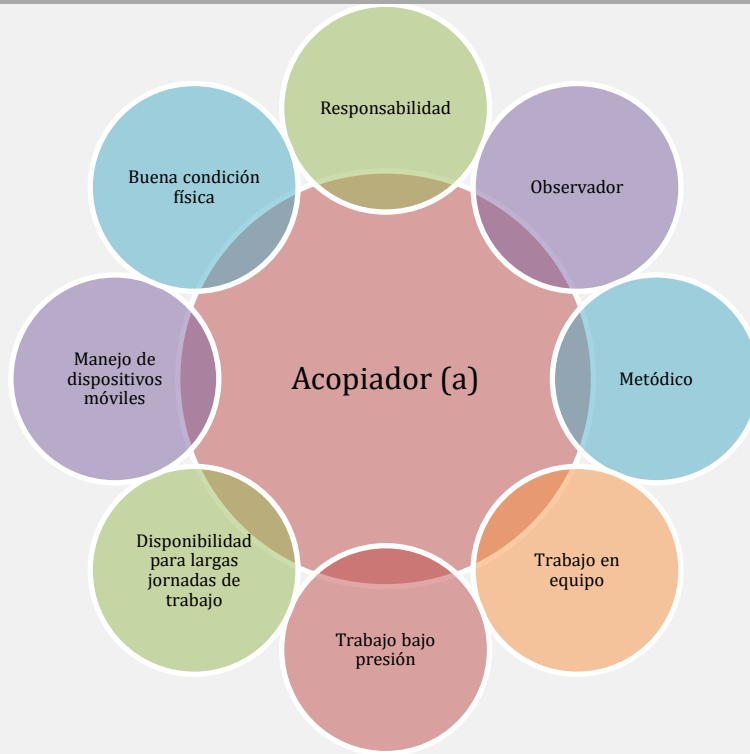 Responsabilidad
Observador
Metódico
Trabajo en
equipo
Trabajo bajo
presión
Disponibilidad
para largas
jornadas de
trabajo
Manejo de
dispositivos
móviles
Buena condición
física
Acopiador (a)